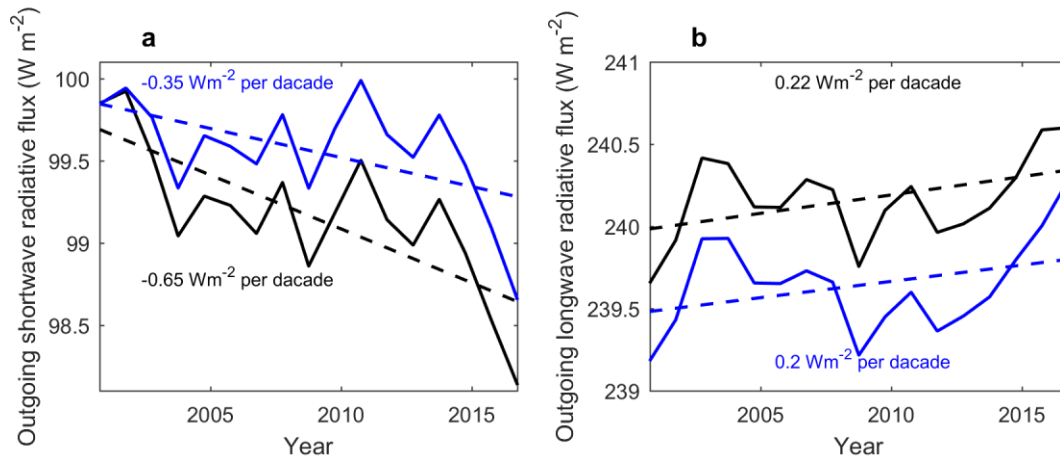 a
Outgoing shortwave radiative flux (W m⁻²)
100
99.5
99
98.5
-0.35 Wm⁻² per dacade
-0.65 Wm⁻² per dacade
2005
2010
2015
Year
b
Outgoing longwave radiative flux (W m⁻²)
241
240.5
240
239.5
239
0.22 Wm⁻² per dacade
0.2 Wm⁻² per dacade
2005
2010
2015
Year